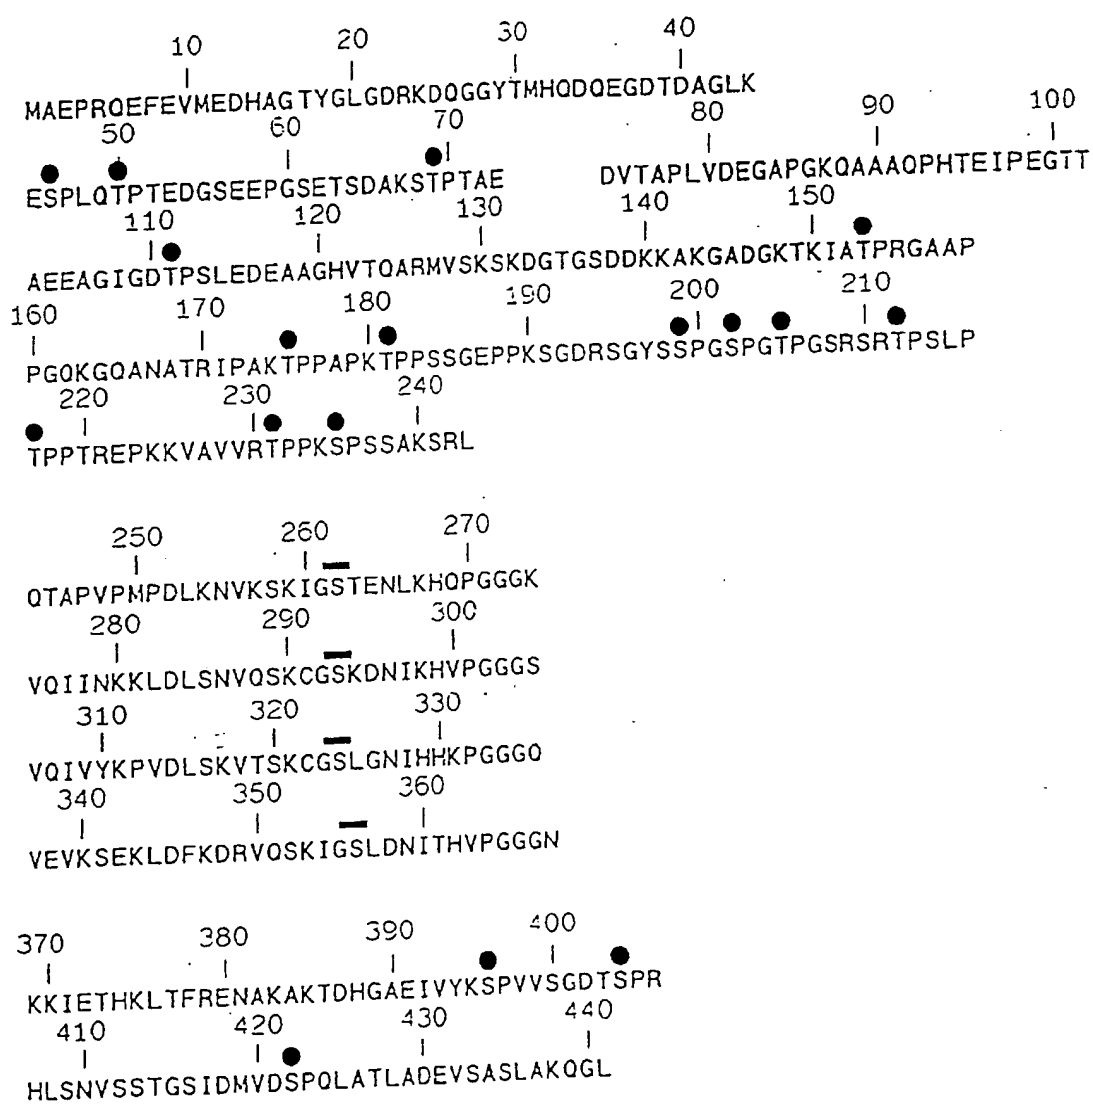 10 20 30 40
MAEPRQEFEVMEDHAGTYGLGDRKDQGGYTMHQDQEGDTDAGLK
50 60 70 80 90 100
ESPLQTPTEDGSEEPGSETSDAKSTPTAE DVTAPLVDEGAPGKQAAAQPHTEIPEGTT
110 120 130 140 150
AEEAGIGDTPSLEDEAAGHVTQARMVSKSKDGTGSDDKKAKGADGKTKIATPRGAAP
160 170 180 190 200 210
PGQKGQANATRIPAKTPPAPKTPPSSGEPPKSGDRSGYSSPGSPGTPGSRSRTPSLP
220 230 240
TPPTREPKKVAVVRTPPKSPSSAKSRL
250 260 270
QTAPVPMPDLKNVKSKIGSTENLKHQPGGGK
280 290 300
VQIINKKLDLSNVQSKCGSKDNIKHVPGGGS
310 320 330
VQIVYKPVDLSKVTSKCGSLGNIHHKPGGGQ
340 350 360
VEVKSEKLDFKDRVQSKIGSLDNITHVPGGGN
370 380 390 400
KKIETHKLTFRENAKAKTDHGAEIVYKSPVVSGDTSPR
410 420 430 440
HLSNVSSTGSIDMVDSPQLATLADEVSASLAKQGL